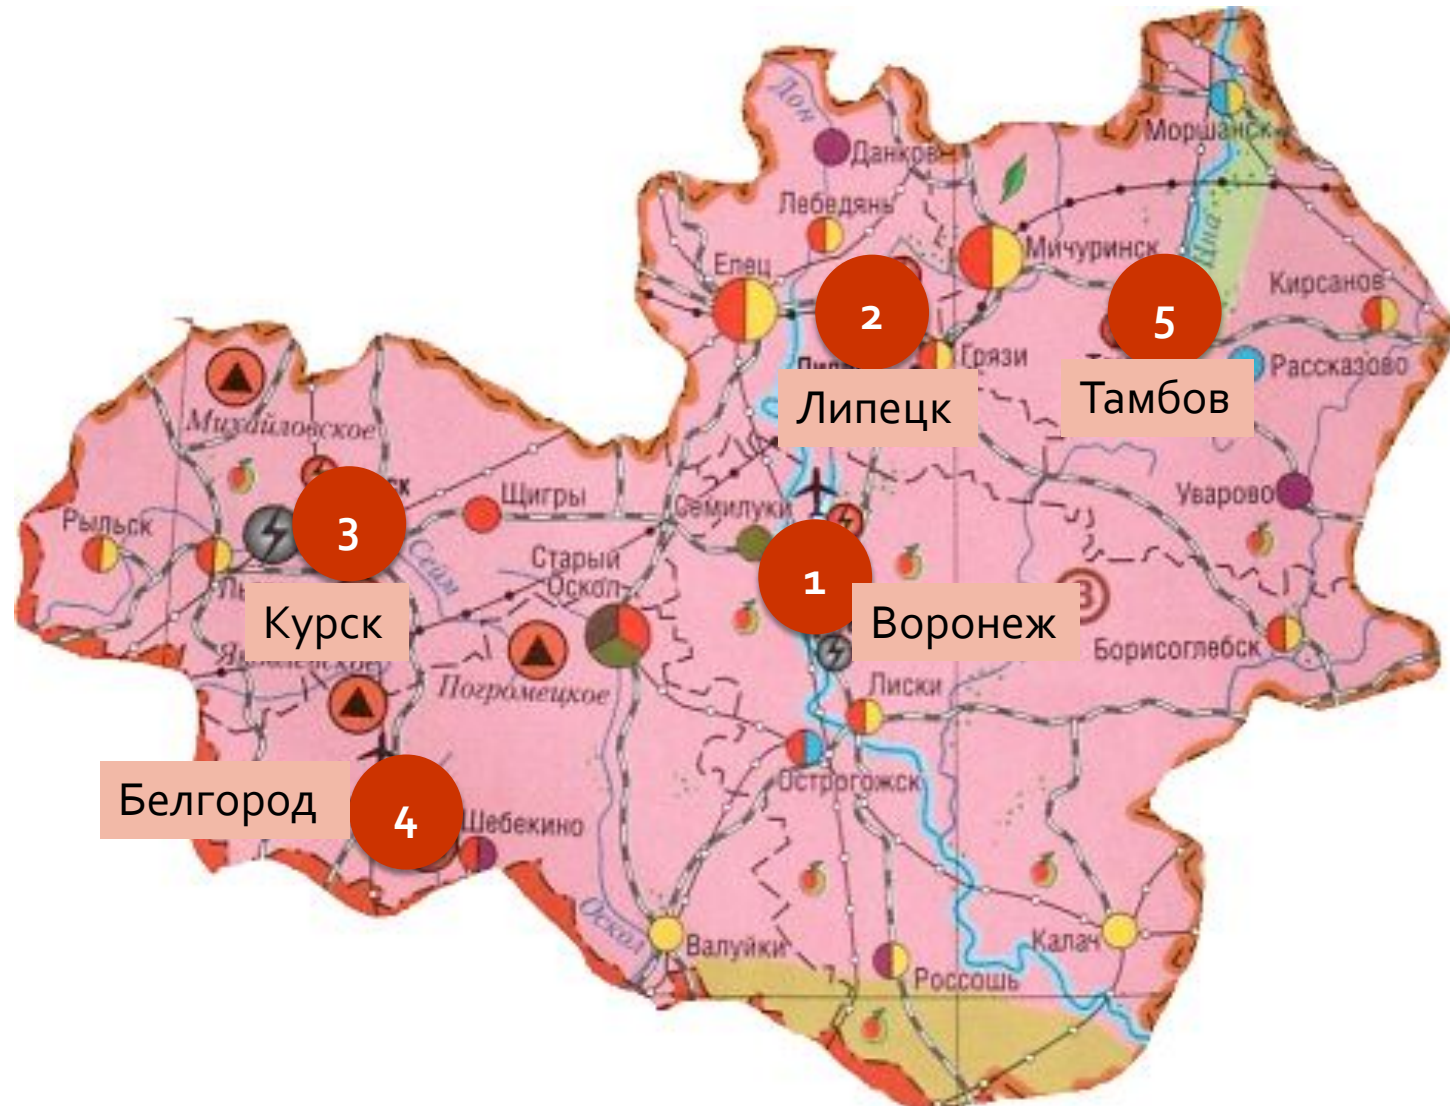 Дон
Моршанск
Данков
Лебедянь
Цна
Мичуринск
Елец
Кирсанов
2
5
Грязи
Рассказово
Липецк
Тамбов
Михайловское
Щигры
Семилуки
Уварово
Рыльск
3
Сейм
Старый
Оскол
1
3
Курск
Воронеж
Борисоглебск
Погромецкое
Лиски
Острогожск
Белгород
4
Шебекино
Оскол
Валуйки
Калач
Россошь